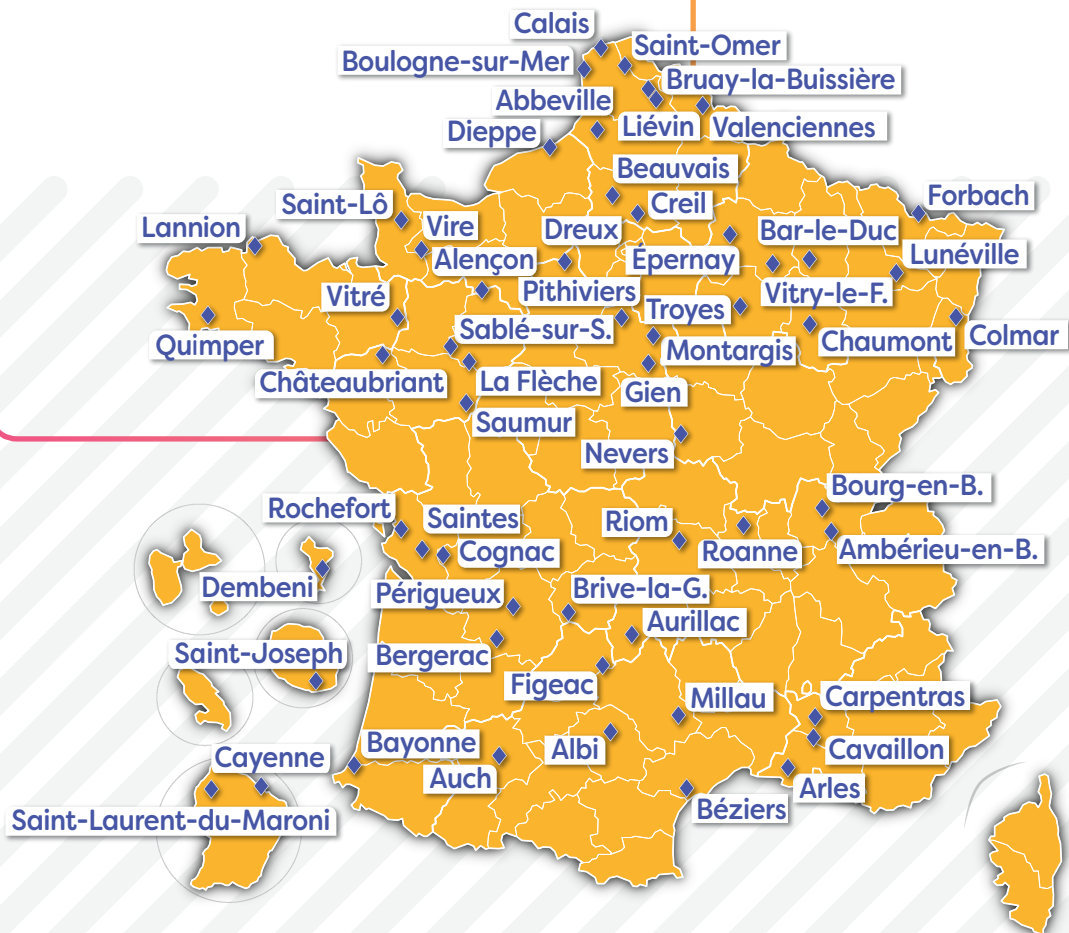 Calais
Saint-Omer
Boulogne-sur-Mer
Bruay-la-Buissière
Abbeville
Liévin
Valenciennes
Dieppe
Beauvais
Forbach
Saint-Lô
Creil
Lannion
Vire
Dreux
Bar-le-Duc
Lunéville
Alençon
Épernay
Vitré
Pithiviers
Vitry-le-F.
Troyes
Sablé-sur-S.
Colmar
Quimper
Chaumont
Montargis
Châteaubriant
La Flèche
Gien
Saumur
Nevers
Bourg-en-B.
Rochefort
Saintes
Riom
Roanne
Ambérieu-en-B.
Cognac
Dembeni
Périgueux
Brive-la-G.
Aurillac
Saint-Joseph
Bergerac
Figeac
Millau
Carpentras
Bayonne
Albi
Cavaillon
Cayenne
Auch
Arles
Béziers
Saint-Laurent-du-Maroni